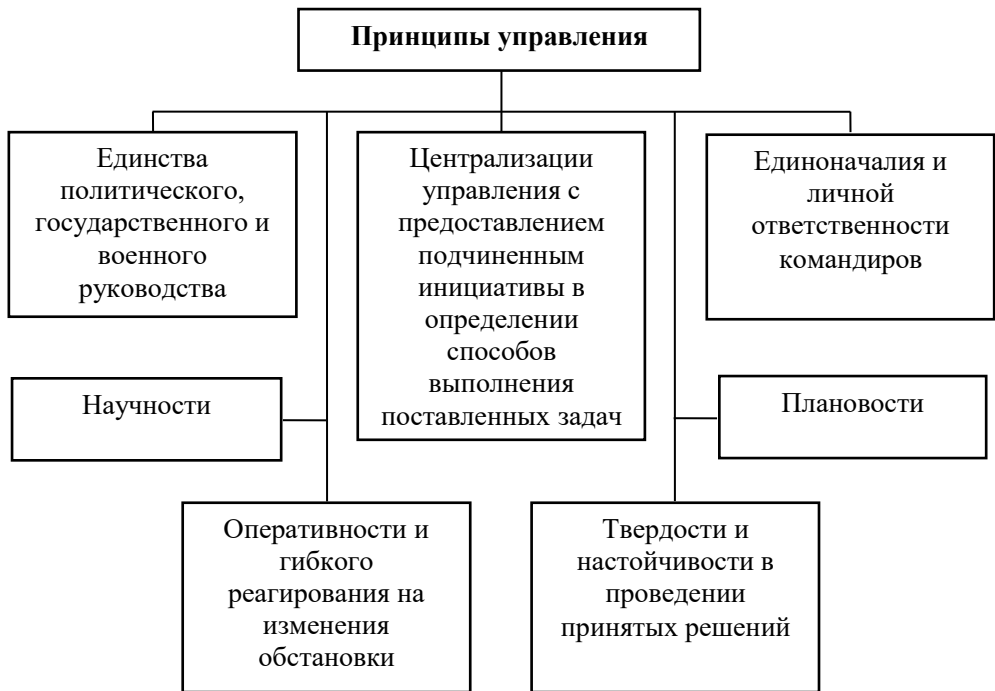 Принципы управления
Единства
политического,
государственного и
военного
руководства
Централизации
управления с
предоставлением
подчиненным
инициативы в
определении
способов
выполнения
поставленных задач
Единоначалия и
личной
ответственности
командиров
Научности
Плановости
Оперативности и
гибкого
реагирования на
изменения
обстановки
Твердости и
настойчивости в
проведении
принятых решений